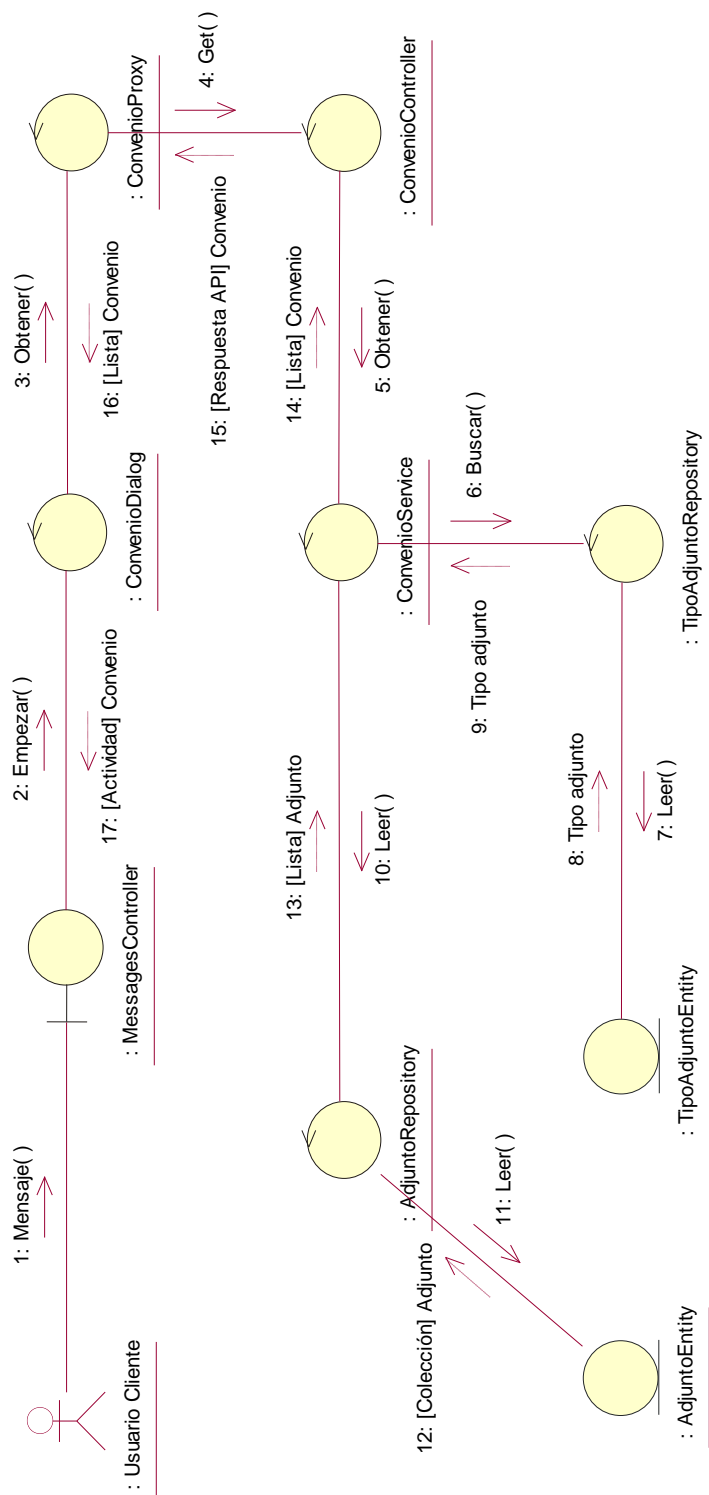 1: Mensaje( )
2: Empezar( )
3: Obtener( )
17: [Actividad] Convenio
16: [Lista] Convenio
: Usuario Cliente
: MessagesController
: ConvenioDialog
: ConvenioProxy
4: Get( )
15: [Respuesta API] Convenio
13: [Lista] Adjunto
14: [Lista] Convenio
10: Leer( )
5: Obtener( )
: AdjuntoRepository
: ConvenioService
: ConvenioController
12: [Colección] Adjunto
11: Leer( )
9: Tipo adjunto
6: Buscar( )
8: Tipo adjunto
7: Leer( )
: AdjuntoEntity
: TipoAdjuntoEntity
: TipoAdjuntoRepository